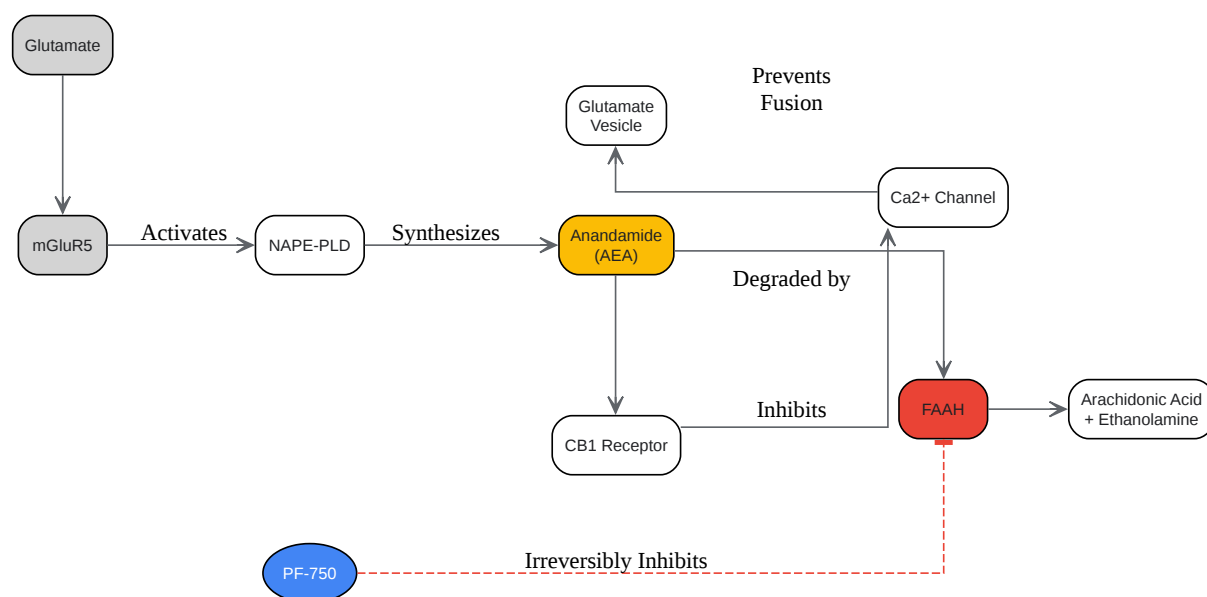 Glutamate
Prevents
Fusion
Glutamate
Vesicle
Ca2+ Channel
mGluR5
Activates
NAPE-PLD
Synthesizes
Anandamide
(AEA)
Degraded by
CB1 Receptor
Inhibits
FAAH
Arachidonic Acid
+ Ethanolamine
PF-750
Irreversibly Inhibits